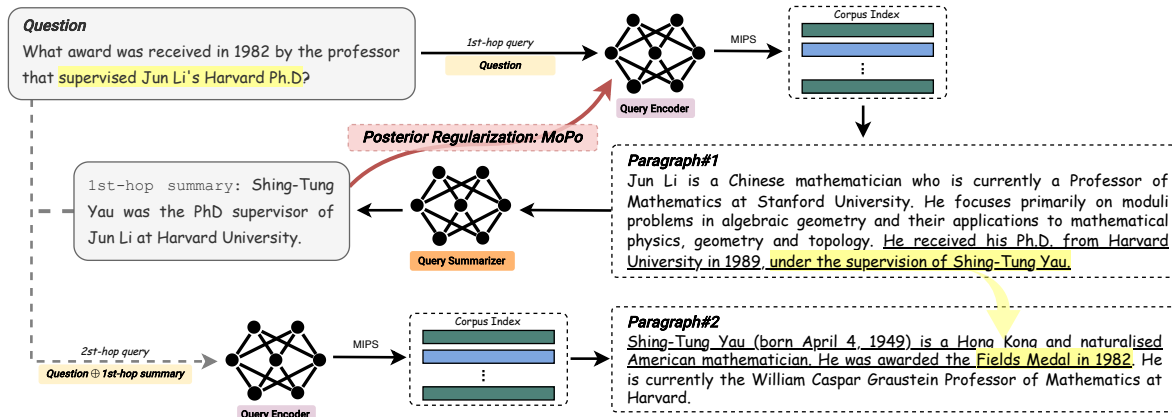 Question
What award was received in 1982 by the professor
that supervised Jun Li's Harvard Ph.D?
1st-hop query
Question
Query Encoder
MIPS
Corpus Index
Posterior Regularization: MoPo
1st-hop summary: Shing-Tung
Yau was the PhD supervisor of
Jun Li at Harvard University.
Query Summarizer
Paragraph#1
Jun Li is a Chinese mathematician who is currently a Professor of
Mathematics at Stanford University. He focuses primarily on moduli
problems in algebraic geometry and their applications to mathematical
physics, geometry and topology. He received his Ph.D. from Harvard
University in 1989, under the supervision of Shing-Tung Yau.
2st-hop query
Question ⊕ 1st-hop summary
Query Encoder
MIPS
Corpus Index
Paragraph#2
Shing-Tung Yau (born April 4, 1949) is a Hong Kong and naturalised
American mathematician. He was awarded the Fields Medal in 1982. He
is currently the William Caspar Graustein Professor of Mathematics at
Harvard.